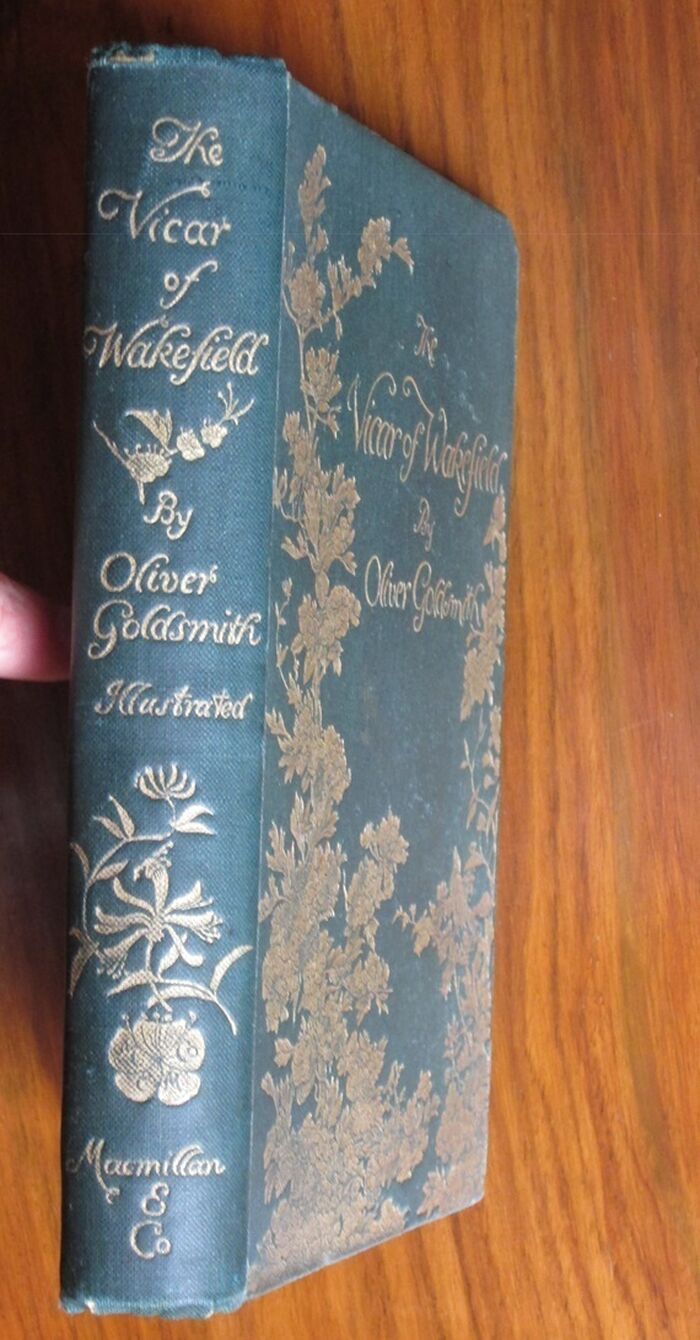 The
Vicar
of
Wakefield
By
Oliver
Goldsmith
Illustrated
Macmillan
&
Co
The
Vicar of Wakefield
By
Oliver Goldsmith